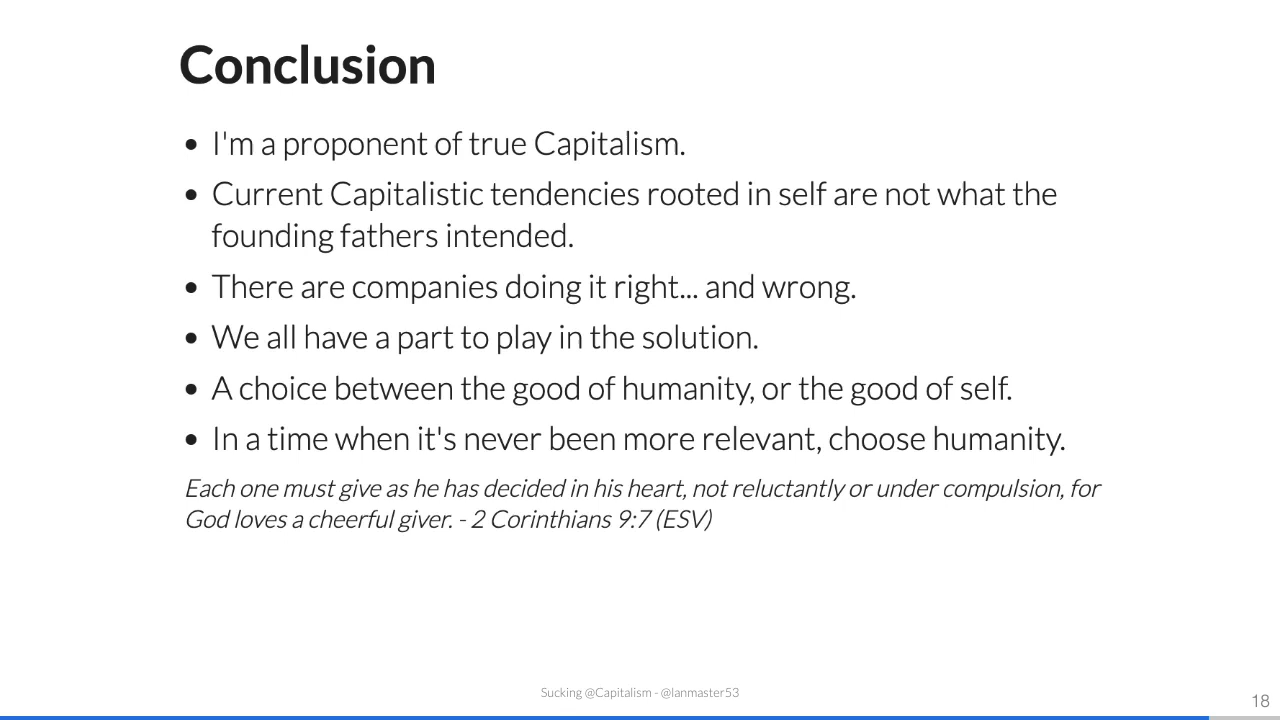 Conclusion
• I'm a proponent of true Capitalism.
• Current Capitalistic tendencies rooted in self are not what the
founding fathers intended.
• There are companies doing it right... and wrong.
• We all have a part to play in the solution.
• A choice between the good of humanity, or the good of self.
• In a time when it's never been more relevant, choose humanity.
Each one must give as he has decided in his heart, not reluctantly or under compulsion, for
God loves a cheerful giver. - 2 Corinthians 9:7 (ESV)
Sucking @Capitalism - @lanmaster53
18